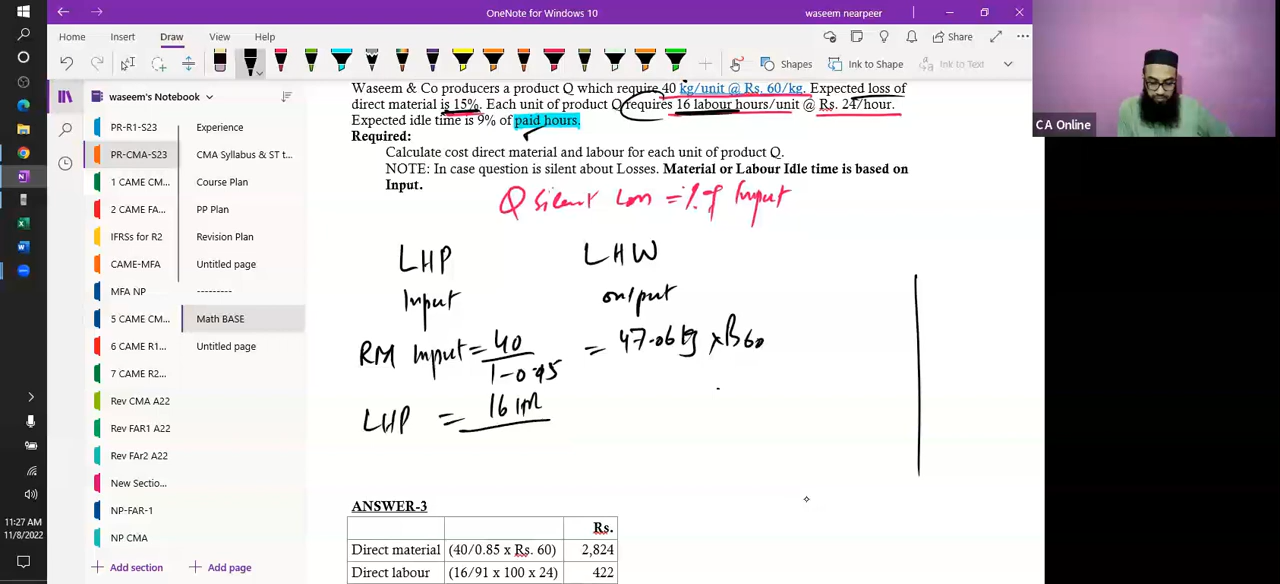 OneNote for Windows 10
waseem nearpeer
Home Insert Draw View Help
Share
Shapes
Ink to Shape
Ink to Text
waseem's Notebook
PR-R1-S23
PR-CMA-S23
1 CAME CM...
2 CAME FA...
IFRSs for R2
CAME-MFA
MFA NP
5 CAME CM...
6 CAME R1...
7 CAME R2...
Rev CMA A22
Rev FAR1 A22
Rev FAr2 A22
New Sectio...
NP-FAR-1
NP CMA
Add section
Experience
CMA Syllabus & ST t...
Course Plan
PP Plan
Revision Plan
Untitled page
---------
Math BASE
Untitled page
Add page
Waseem & Co producers a product Q which require 40 kg/unit @ Rs. 60/kg. Expected loss of
direct material is 15%. Each unit of product Q requires 16 labour hours/unit @ Rs. 24/hour.
Expected idle time is 9% of paid hours.
Required:
Calculate cost direct material and labour for each unit of product Q.
NOTE: In case question is silent about Losses. Material or Labour Idle time is based on
Input.
Q silent Loss = % of Input
LHP LHW
Input output
RM Input = 40 / 1-0.15 = 47.06 kg x Rs 60
LHP = 16 HR
ANSWER-3
Rs.
Direct material (40/0.85 x Rs. 60) 2,824
Direct labour (16/91 x 100 x 24) 422
CA Online
11:27 AM
11/8/2022